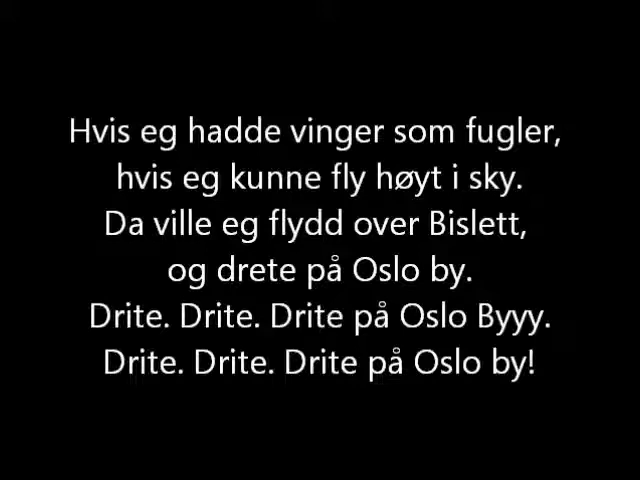 Hvis eg hadde vinger som fugler,
hvis eg kunne fly høyt i sky.
Da ville eg flydd over Bislett,
og drete på Oslo by.
Drite. Drite. Drite på Oslo Byyy.
Drite. Drite. Drite på Oslo by!